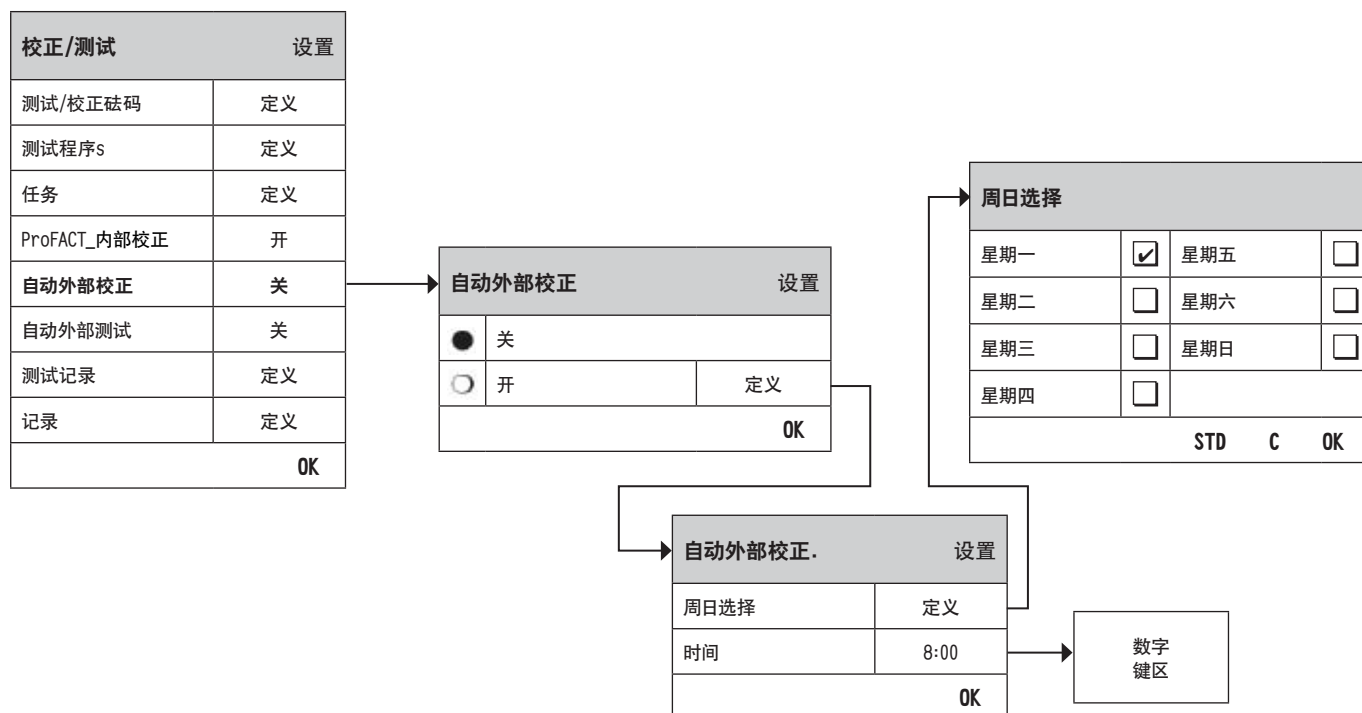 校正/测试 设置
测试/校正砝码 定义
测试程序s 定义
任务 定义
ProFACT_内部校正 开
自动外部校正 关
自动外部测试 关
测试记录 定义
记录 定义
OK
自动外部校正 设置
关
开 定义
OK
自动外部校正. 设置
周日选择 定义
时间 8:00
OK
周日选择
星期一 星期五
星期二 星期六
星期三 星期日
星期四
STD C OK
数字
键区